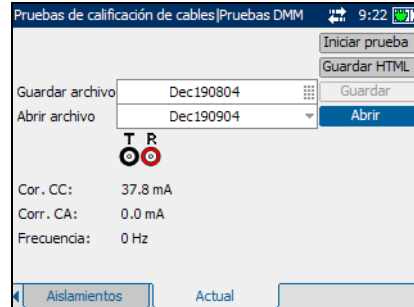 Pruebas de calificación de cables|Pruebas DMM 9:22
Iniciar prueba
Guardar HTML
Guardar archivo Dec190804 Guardar
Abrir archivo Dec190904 Abrir
T R
Cor. CC: 37.8 mA
Corr. CA: 0.0 mA
Frecuencia: 0 Hz
Aislamientos Actual